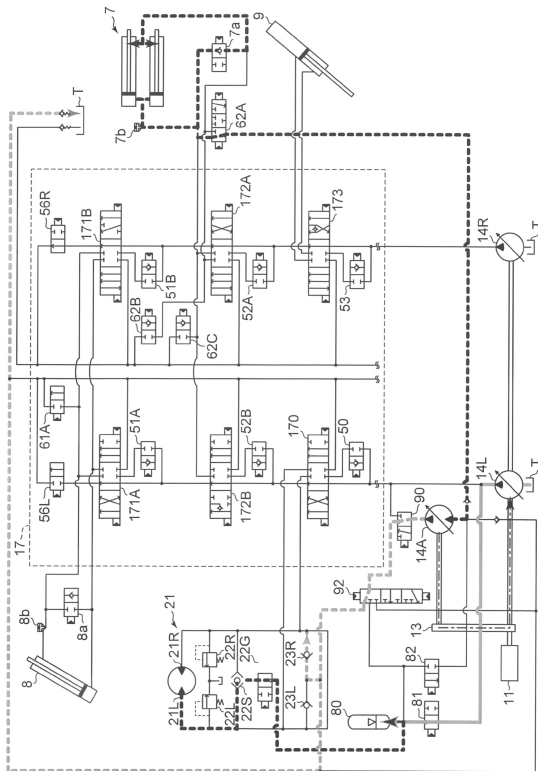 7
9
7a
T
7b
62A
56R
171B
172A
173
14R
T
51B
52A
53
62B
62C
61A
51A
52B
170
50
14L
T
56L
171A
172B
90
14A
17
92
8b
8a
8
21
21R
21L
22R
22G
22L
22S
23R
23L
13
82
81
80
11